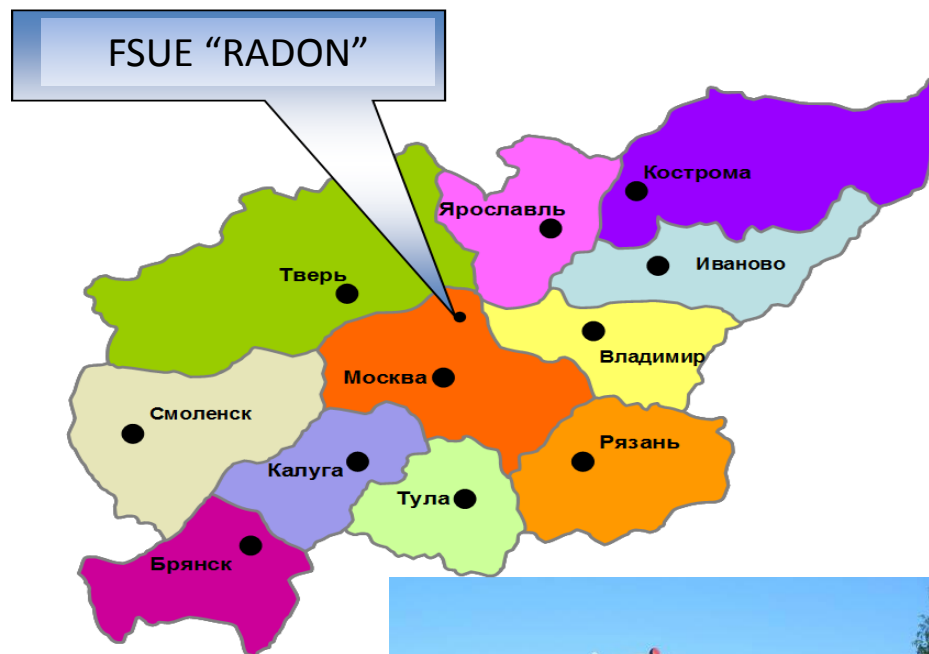 FSUE “RADON”
Кострома
Ярославль
Иваново
Тверь
Владимир
Москва
Смоленск
Рязань
Калуга
Тула
Брянск